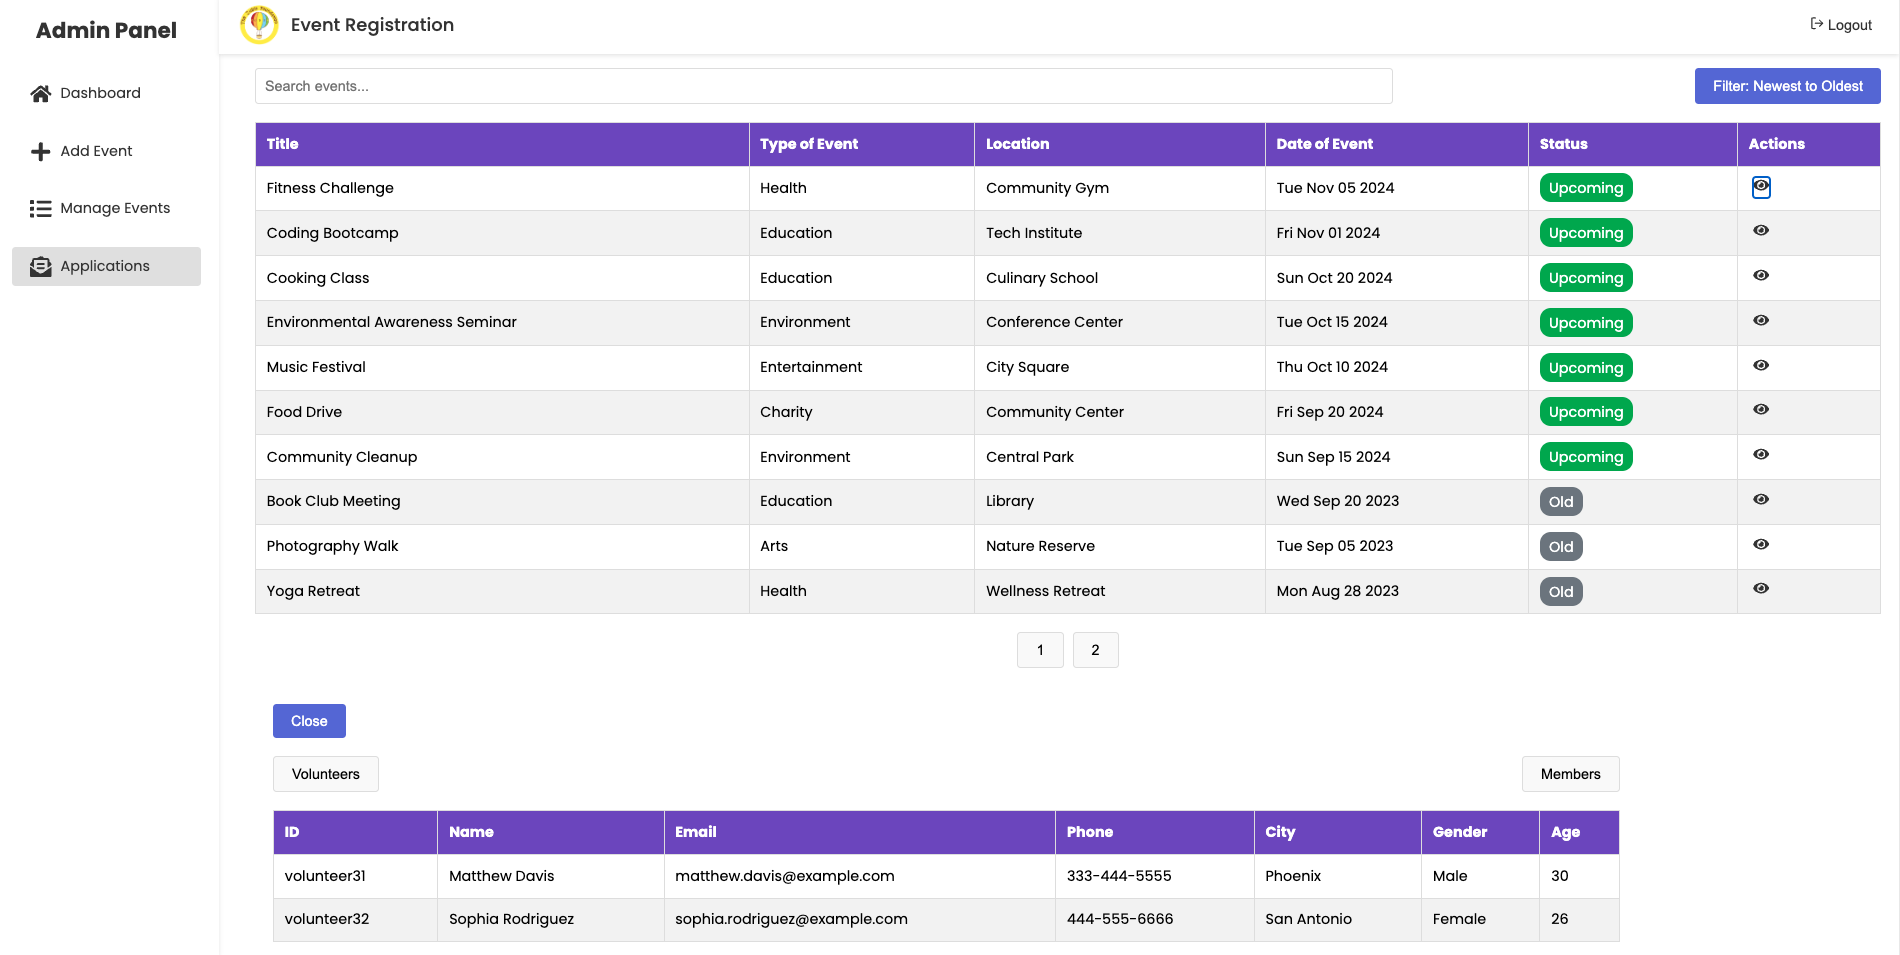 Admin Panel
Event Registration
Logout
Dashboard
Add Event
Manage Events
Applications
Search events...
Filter: Newest to Oldest
Title Type of Event Location Date of Event Status Actions
Fitness Challenge Health Community Gym Tue Nov 05 2024 Upcoming
Coding Bootcamp Education Tech Institute Fri Nov 01 2024 Upcoming
Cooking Class Education Culinary School Sun Oct 20 2024 Upcoming
Environmental Awareness Seminar Environment Conference Center Tue Oct 15 2024 Upcoming
Music Festival Entertainment City Square Thu Oct 10 2024 Upcoming
Food Drive Charity Community Center Fri Sep 20 2024 Upcoming
Community Cleanup Environment Central Park Sun Sep 15 2024 Upcoming
Book Club Meeting Education Library Wed Sep 20 2023 Old
Photography Walk Arts Nature Reserve Tue Sep 05 2023 Old
Yoga Retreat Health Wellness Retreat Mon Aug 28 2023 Old
1 2
Close
Volunteers Members
ID Name Email Phone City Gender Age
volunteer31 Matthew Davis matthew.davis@example.com 333-444-5555 Phoenix Male 30
volunteer32 Sophia Rodriguez sophia.rodriguez@example.com 444-555-6666 San Antonio Female 26